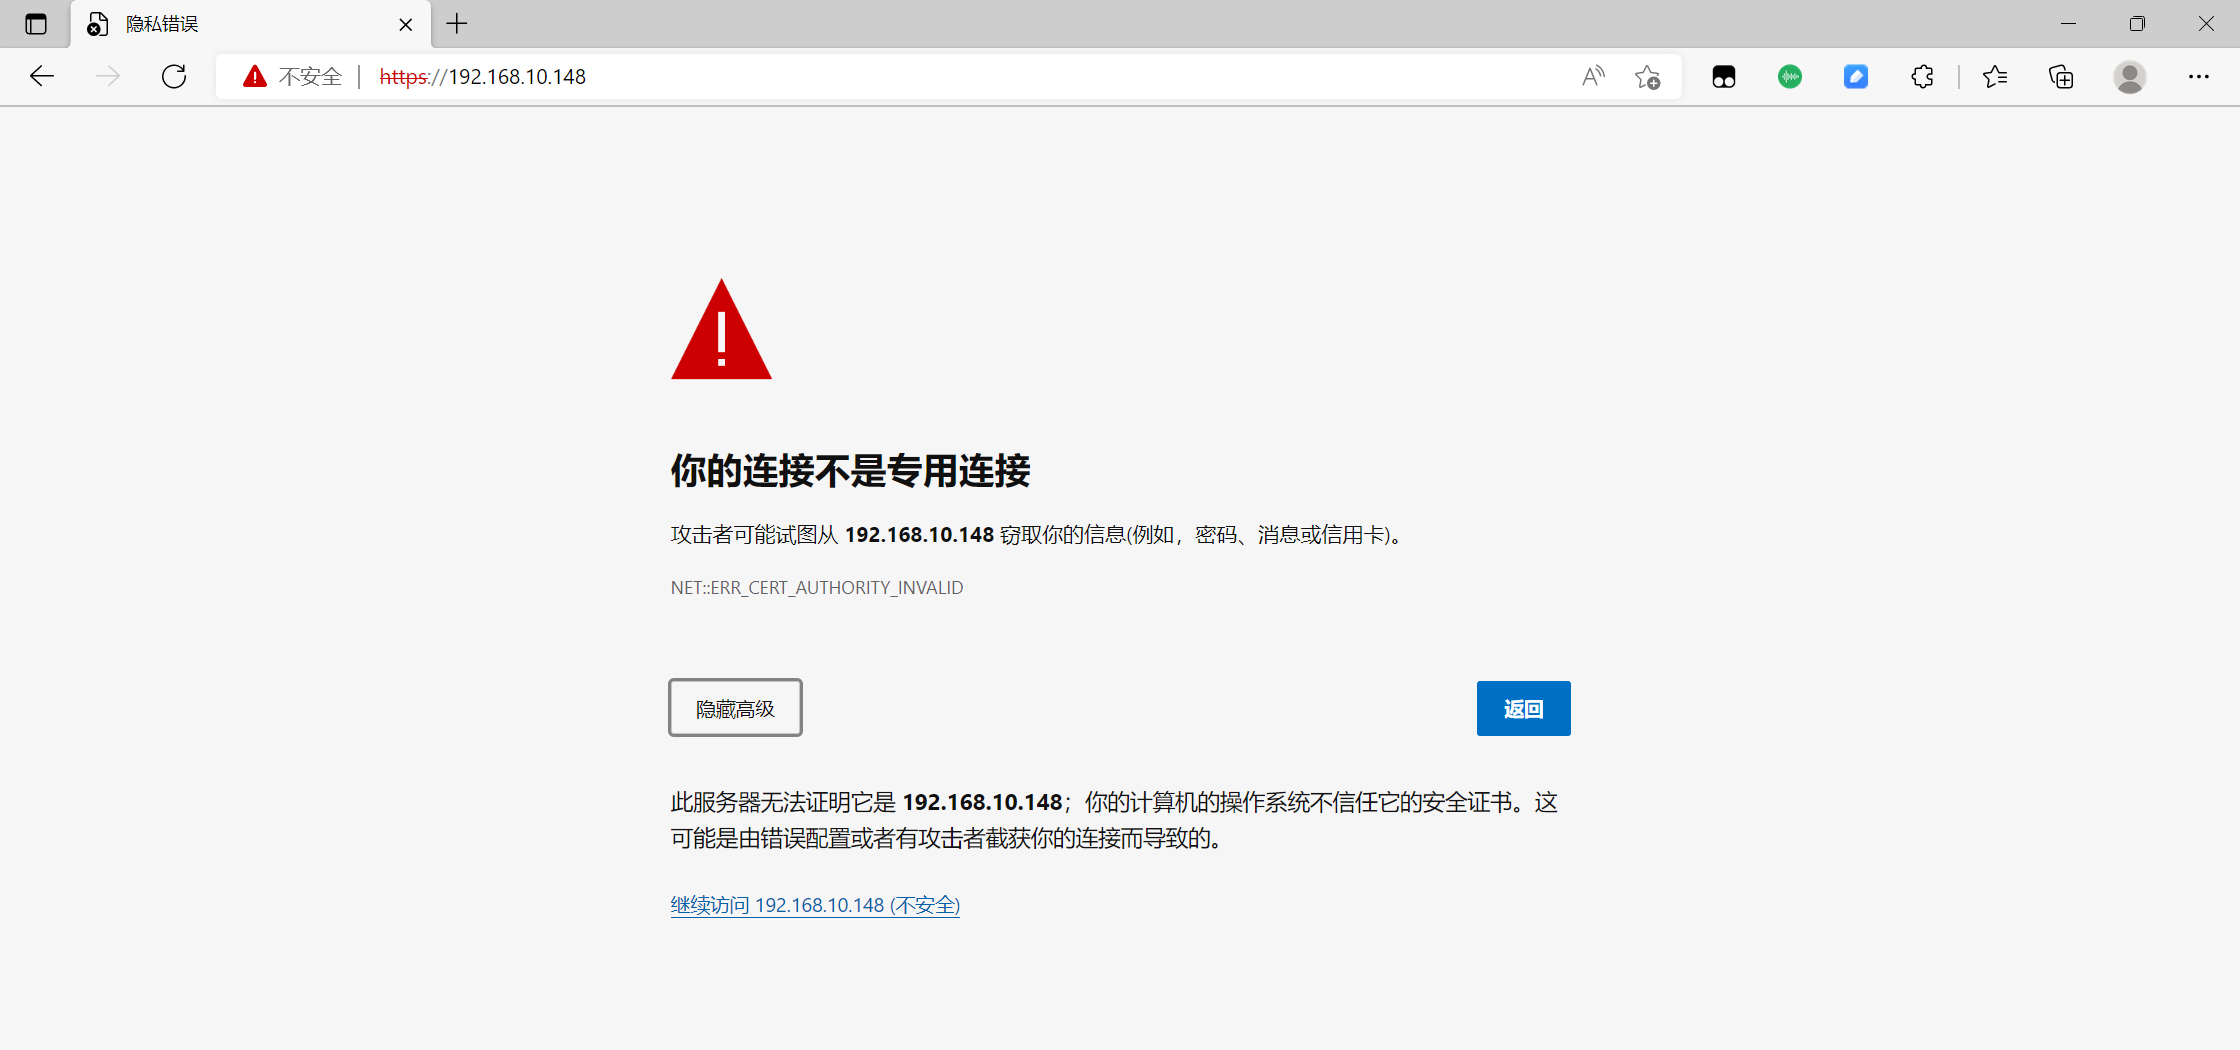 隐私错误
不安全 https://192.168.10.148
你的连接不是专用连接
攻击者可能试图从 192.168.10.148 窃取你的信息(例如，密码、消息或信用卡)。
NET::ERR_CERT_AUTHORITY_INVALID
隐藏高级
返回
此服务器无法证明它是 192.168.10.148；你的计算机的操作系统不信任它的安全证书。这
可能是由错误配置或者有攻击者截获你的连接而导致的。
继续访问 192.168.10.148 (不安全)